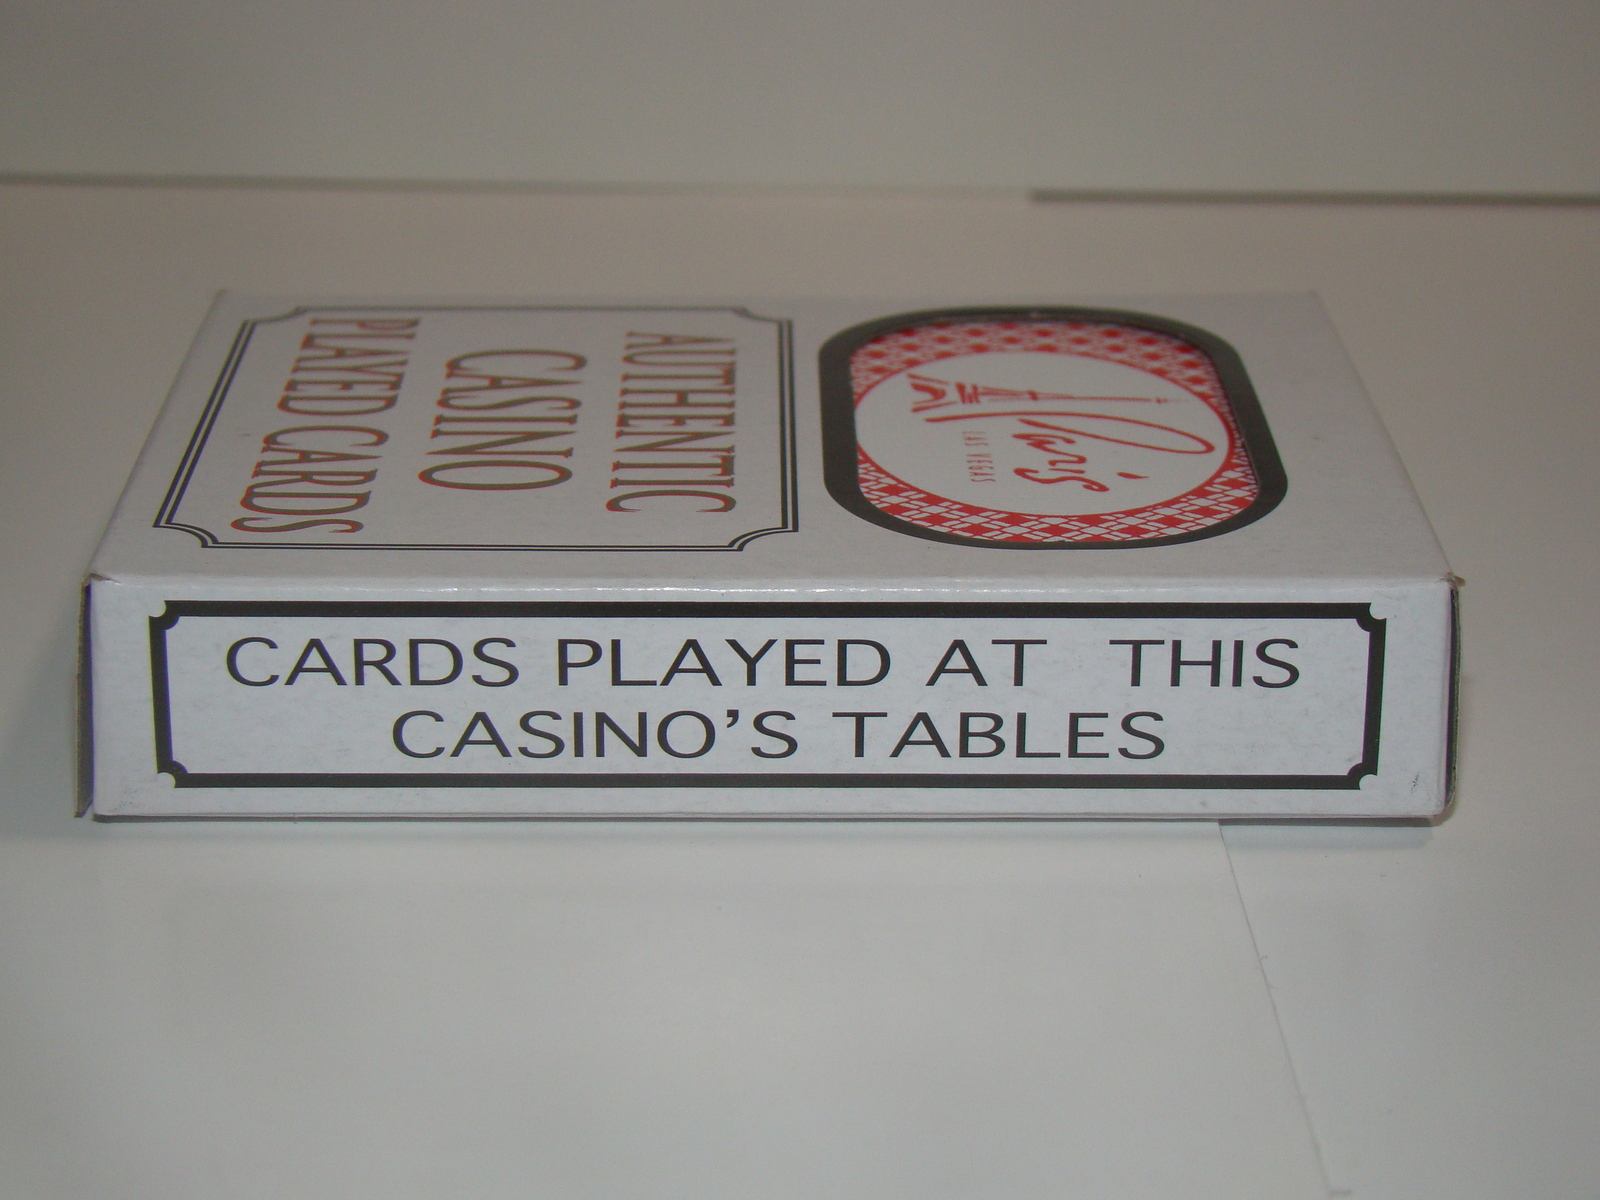 AUTHENTIC
CASINO
PLAYED CARDS
Paris
LAS VEGAS
CARDS PLAYED AT THIS
CASINO'S TABLES